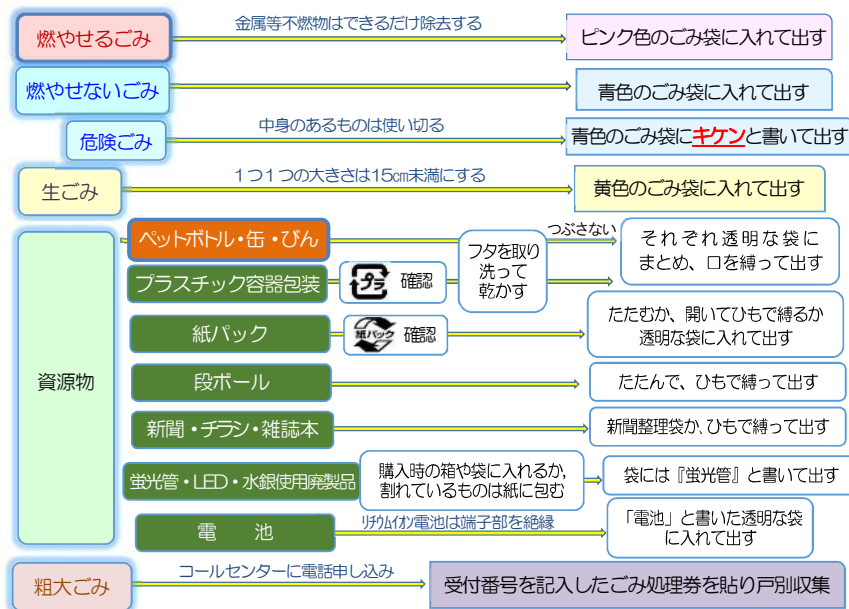 燃やせるごみ
金属等不燃物はできるだけ除去する
ピンク色のごみ袋に入れて出す
燃やせないごみ
青色のごみ袋に入れて出す
危険ごみ
中身のあるものは使い切る
青色のごみ袋にキケンと書いて出す
生ごみ
１つ１つの大きさは15㎝未満にする
黄色のごみ袋に入れて出す
資源物
ペットボトル・缶・びん
フタを取り
洗って
乾かす
つぶさない
それぞれ透明な袋に
まとめ、口を縛って出す
プラスチック容器包装
プラ
確認
紙パック
紙パック
確認
たたむか、開いてひもで縛るか
透明な袋に入れて出す
段ボール
たたんで、ひもで縛って出す
新聞・チラシ・雑誌本
新聞整理袋か、ひもで縛って出す
蛍光管・LED・水銀使用廃製品
購入時の箱や袋に入れるか、
割れているものは紙に包む
袋には『蛍光管』と書いて出す
電　池
リチウムイオン電池は端子部を絶縁
「電池」と書いた透明な袋
に入れて出す
粗大ごみ
コールセンターに電話申し込み
受付番号を記入したごみ処理券を貼り戸別収集